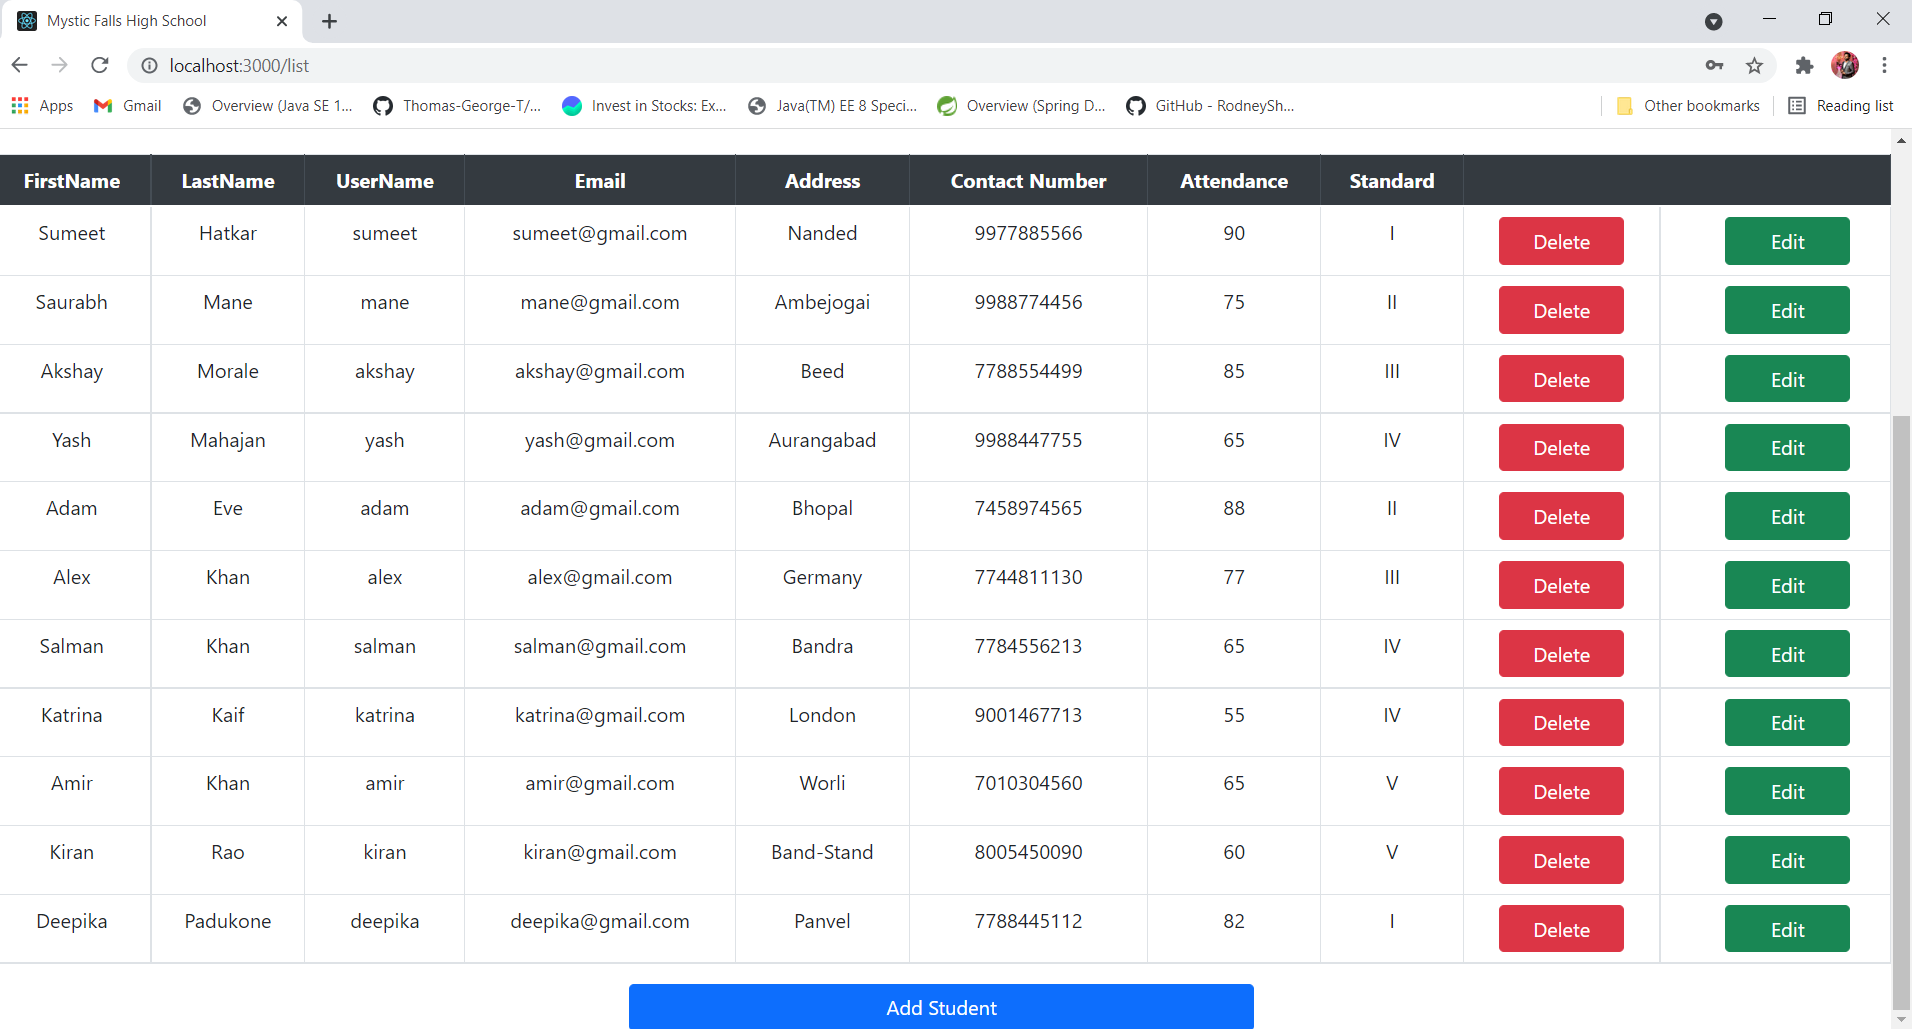 Mystic Falls High School
localhost:3000/list
Apps Gmail Overview (Java SE 1... Thomas-George-T/... Invest in Stocks: Ex... Java(TM) EE 8 Speci... Overview (Spring D... GitHub - RodneySh... Other bookmarks Reading list
FirstName LastName UserName Email Address Contact Number Attendance Standard
Sumeet Hatkar sumeet sumeet@gmail.com Nanded 9977885566 90 I Delete Edit
Saurabh Mane mane mane@gmail.com Ambejogai 9988774456 75 II Delete Edit
Akshay Morale akshay akshay@gmail.com Beed 7788554499 85 III Delete Edit
Yash Mahajan yash yash@gmail.com Aurangabad 9988447755 65 IV Delete Edit
Adam Eve adam adam@gmail.com Bhopal 7458974565 88 II Delete Edit
Alex Khan alex alex@gmail.com Germany 7744811130 77 III Delete Edit
Salman Khan salman salman@gmail.com Bandra 7784556213 65 IV Delete Edit
Katrina Kaif katrina katrina@gmail.com London 9001467713 55 IV Delete Edit
Amir Khan amir amir@gmail.com Worli 7010304560 65 V Delete Edit
Kiran Rao kiran kiran@gmail.com Band-Stand 8005450090 60 V Delete Edit
Deepika Padukone deepika deepika@gmail.com Panvel 7788445112 82 I Delete Edit
Add Student